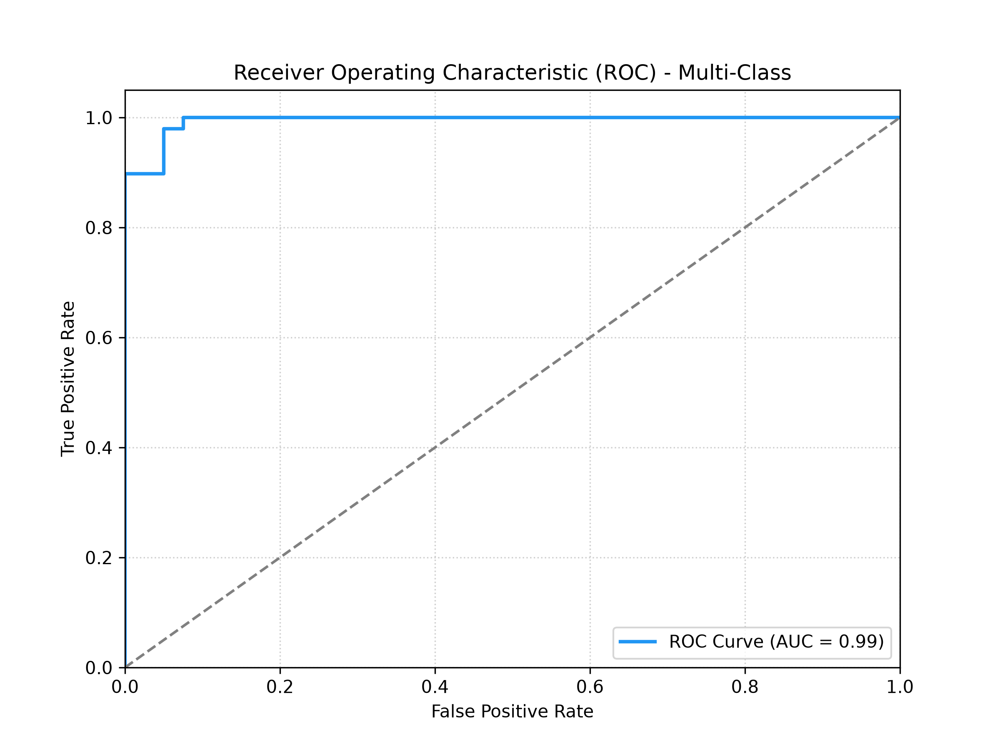 Receiver Operating Characteristic (ROC) - Multi-Class
1.0
0.8
0.6
0.4
0.2
0.0
True Positive Rate
ROC Curve (AUC = 0.99)
0.0 0.2 0.4 0.6 0.8 1.0
False Positive Rate